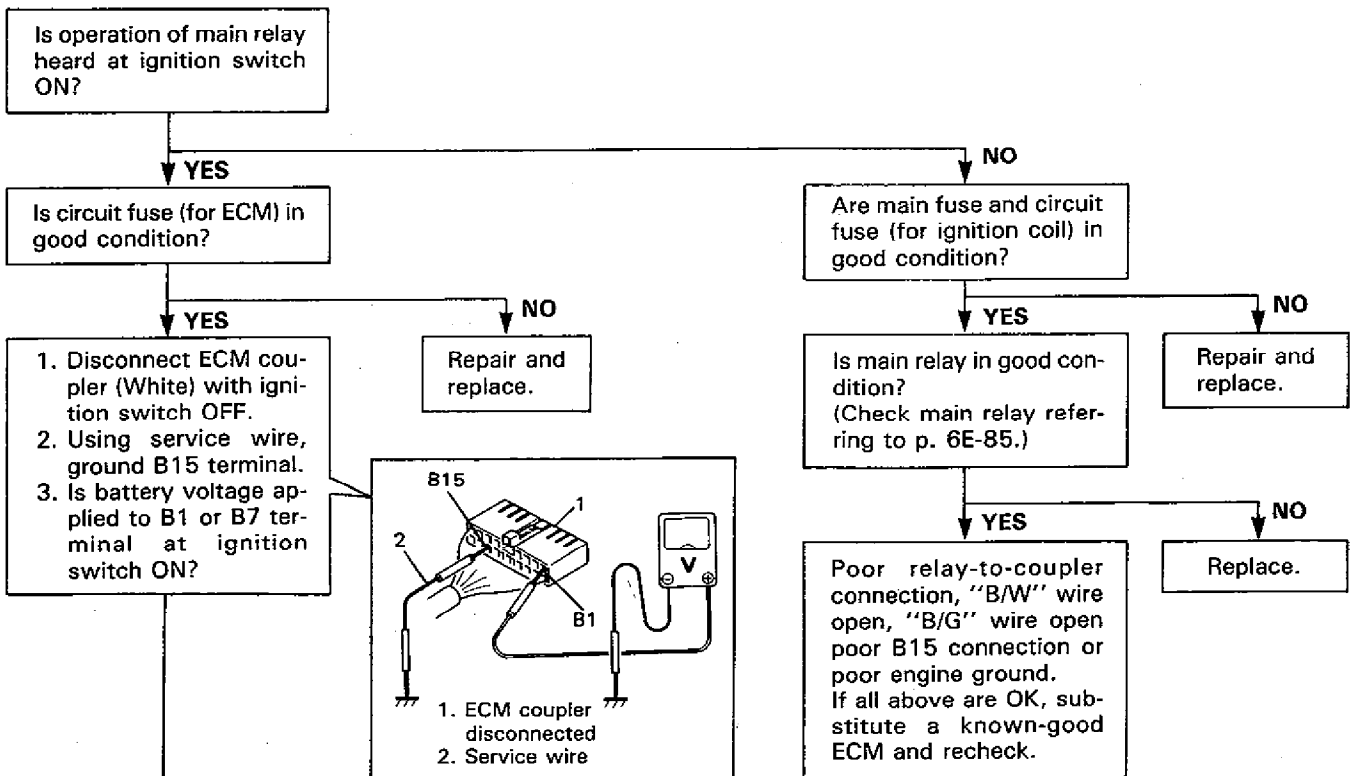 Is operation of main relay
heard at ignition switch
ON?
YES
NO
Is circuit fuse (for ECM) in
good condition?
Are main fuse and circuit
fuse (for ignition coil) in
good condition?
YES
NO
YES
NO
1. Disconnect ECM cou-
pler (White) with igni-
tion switch OFF.
2. Using service wire,
ground B15 terminal.
3. Is battery voltage ap-
plied to B1 or B7 ter-
minal at ignition
switch ON?
Repair and
replace.
Is main relay in good con-
dition?
(Check main relay refer-
ring to p. 6E-85.)
Repair and
replace.
B15
1
2
V
⊖ ⊕
B1
1. ECM coupler
disconnected
2. Service wire
YES
NO
Poor relay-to-coupler
connection, "B/W" wire
open, "B/G" wire open
poor B15 connection or
poor engine ground.
If all above are OK, sub-
stitute a known-good
ECM and recheck.
Replace.